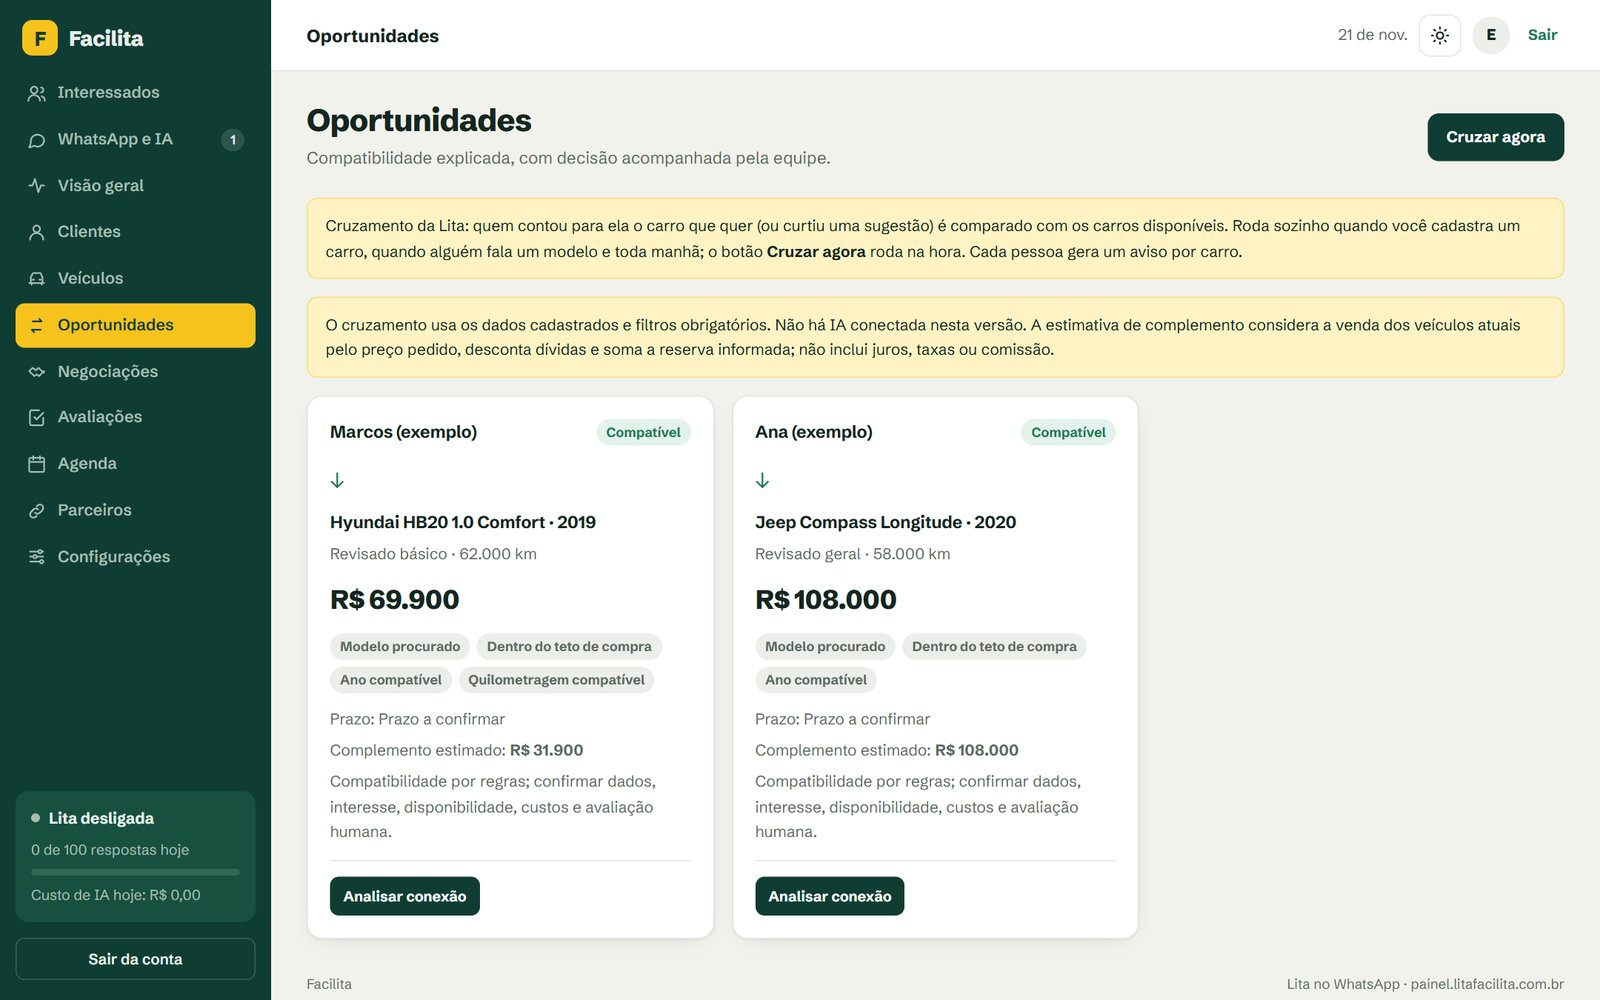 F Facilita
Interessados
WhatsApp e IA 1
Visão geral
Clientes
Veículos
Oportunidades
Negociações
Avaliações
Agenda
Parceiros
Configurações
Lita desligada
0 de 100 respostas hoje
Custo de IA hoje: R$ 0,00
Sair da conta
Oportunidades
21 de nov.
E
Sair
Oportunidades
Compatibilidade explicada, com decisão acompanhada pela equipe.
Cruzar agora
Cruzamento da Lita: quem contou para ela o carro que quer (ou curtiu uma sugestão) é comparado com os carros disponíveis. Roda sozinho quando você cadastra um
carro, quando alguém fala um modelo e toda manhã; o botão Cruzar agora roda na hora. Cada pessoa gera um aviso por carro.
O cruzamento usa os dados cadastrados e filtros obrigatórios. Não há IA conectada nesta versão. A estimativa de complemento considera a venda dos veículos atuais
pelo preço pedido, desconta dívidas e soma a reserva informada; não inclui juros, taxas ou comissão.
Marcos (exemplo) Compatível
Hyundai HB20 1.0 Comfort · 2019
Revisado básico · 62.000 km
R$ 69.900
Modelo procurado Dentro do teto de compra
Ano compatível Quilometragem compatível
Prazo: Prazo a confirmar
Complemento estimado: R$ 31.900
Compatibilidade por regras; confirmar dados,
interesse, disponibilidade, custos e avaliação
humana.
Analisar conexão
Ana (exemplo) Compatível
Jeep Compass Longitude · 2020
Revisado geral · 58.000 km
R$ 108.000
Modelo procurado Dentro do teto de compra
Ano compatível
Prazo: Prazo a confirmar
Complemento estimado: R$ 108.000
Compatibilidade por regras; confirmar dados,
interesse, disponibilidade, custos e avaliação
humana.
Analisar conexão
Facilita
Lita no WhatsApp · painel.litafacilita.com.br